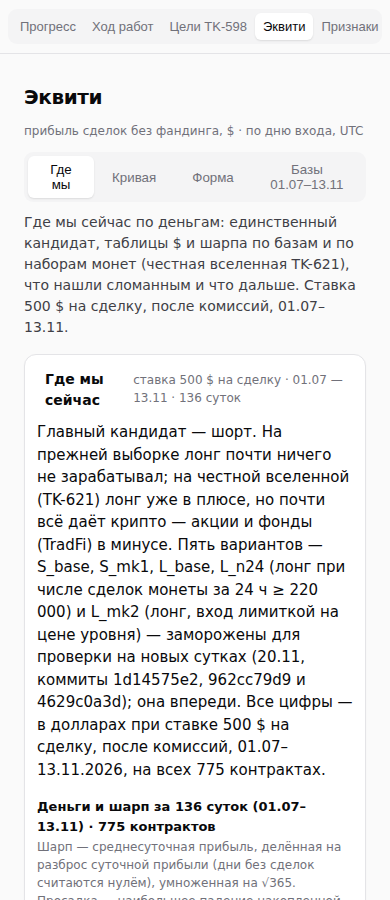 Прогресс Ход работ Цели ТК-598 Эквити Признаки
Эквити
прибыль сделок без фандинга, $ · по дню входа, UTC
Где
мы
Кривая
Форма
Базы
01.07–13.11
Где мы сейчас по деньгам: единственный
кандидат, таблицы $ и шарпа по базам и по
наборам монет (честная вселенная TK-621),
что нашли сломанным и что дальше. Ставка
500 $ на сделку, после комиссий, 01.07–
13.11.
Где мы
сейчас
ставка 500 $ на сделку · 01.07 —
13.11 · 136 суток
Главный кандидат — шорт. На
прежней выборке лонг почти ничего
не зарабатывал; на честной вселенной
(TK-621) лонг уже в плюсе, но почти
всё даёт крипто — акции и фонды
(TradFi) в минусе. Пять вариантов —
S_base, S_mk1, L_base, L_n24 (лонг при
числе сделок монеты за 24 ч ≥ 220
000) и L_mk2 (лонг, вход лимиткой на
цене уровня) — заморожены для
проверки на новых сутках (20.11,
коммиты 1d14575e2, 962cc79d9 и
4629c0a3d); она впереди. Все цифры —
в долларах при ставке 500 $ на
сделку, после комиссий, 01.07–
13.11.2026, на всех 775 контрактах.
Деньги и шарп за 136 суток (01.07–
13.11) · 775 контрактов
Шарп — среднесуточная прибыль, делённая на
разброс суточной прибыли (дни без сделок
считаются нулём), умноженная на √365.
Просадка — наибольшее падение накопленной